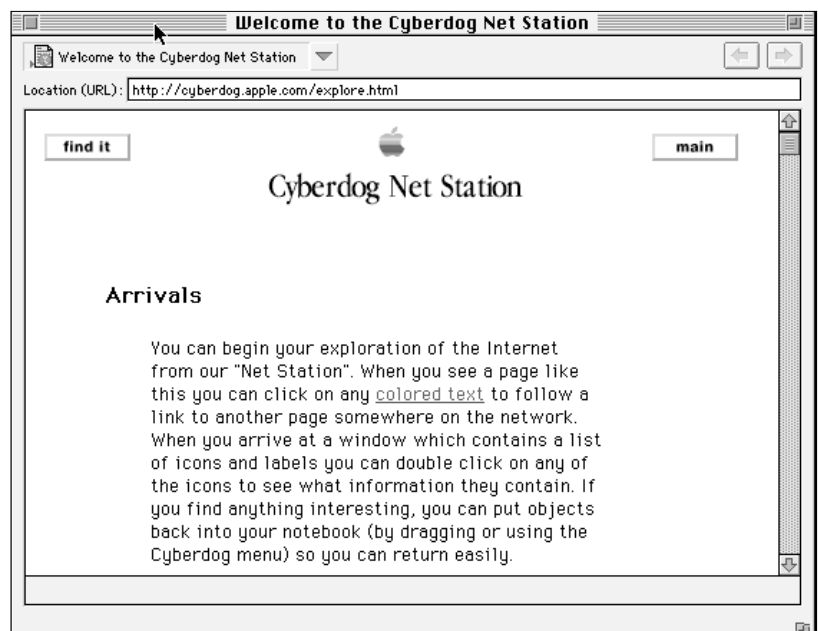 Welcome to the Cyberdog Net Station
Welcome to the Cyberdog Net Station
Location (URL): http://cyberdog.apple.com/explore.html
find it
main
Cyberdog Net Station
Arrivals
You can begin your exploration of the Internet
from our "Net Station". When you see a page like
this you can click on any colored text to follow a
link to another page somewhere on the network.
When you arrive at a window which contains a list
of icons and labels you can double click on any of
the icons to see what information they contain. If
you find anything interesting, you can put objects
back into your notebook (by dragging or using the
Cyberdog menu) so you can return easily.